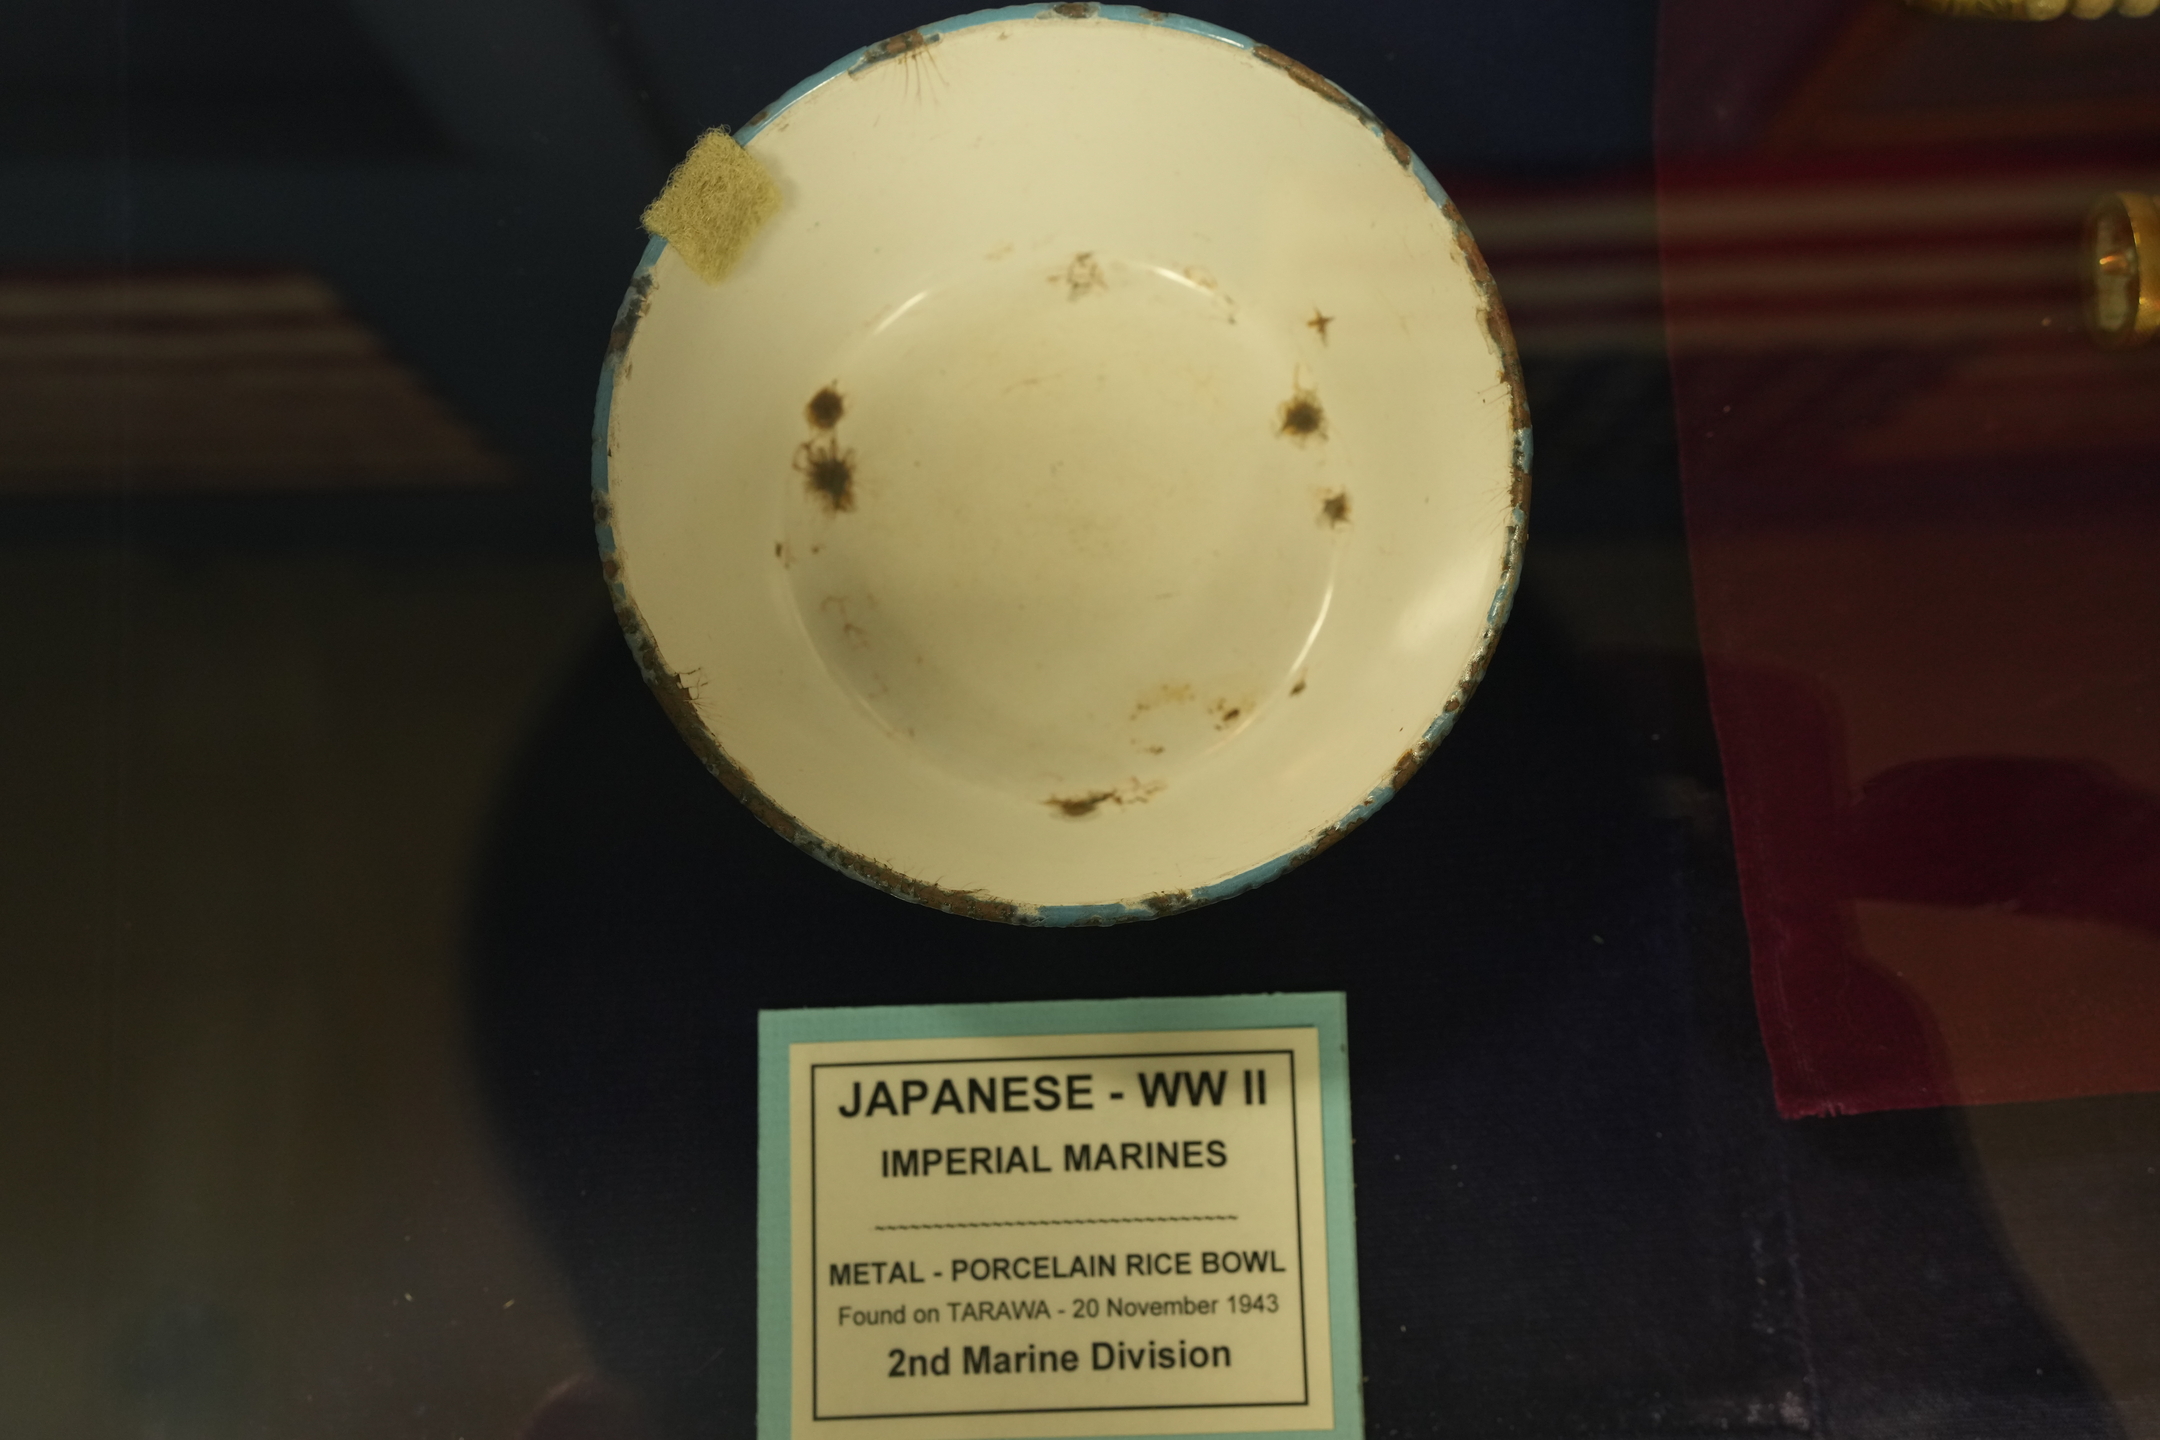 JAPANESE - WW II
IMPERIAL MARINES
~~~~~~~~~~~~~~~~~~~~~~~~~~~~~~~
METAL - PORCELAIN RICE BOWL
Found on TARAWA - 20 November 1943
2nd Marine Division